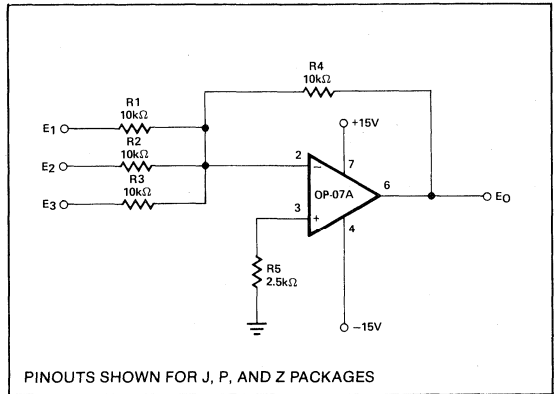 R4
10kΩ
R1
10kΩ
+15V
E1
R2
10kΩ
2
7
E2
−
R3
10kΩ
OP-07A
6
EO
E3
3
+
4
R5
2.5kΩ
−15V
PINOUTS SHOWN FOR J, P, AND Z PACKAGES